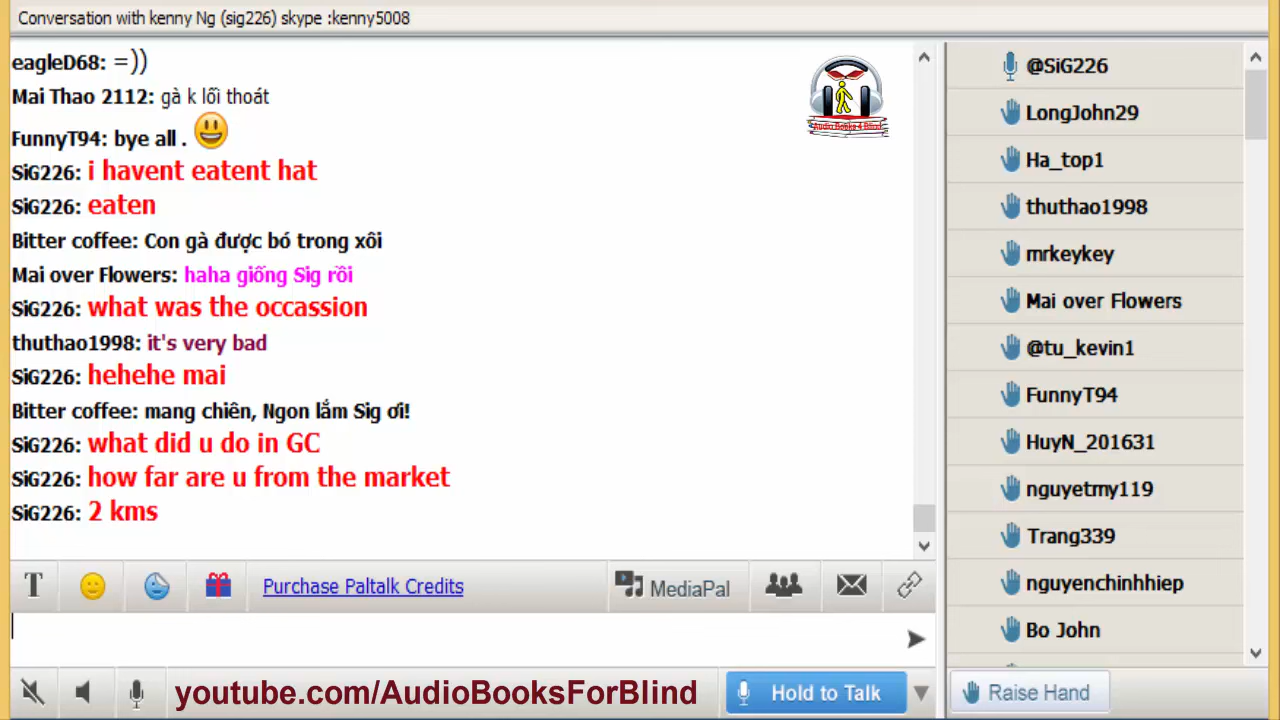 Conversation with kenny Ng (sig226) skype :kenny5008
eagleD68: =))
Mai Thao 2112: gà k lối thoát
FunnyT94: bye all .
SiG226: i havent eatent hat
SiG226: eaten
Bitter coffee: Con gà được bó trong xôi
Mai over Flowers: haha giống Sig rồi
SiG226: what was the occassion
thuthao1998: it's very bad
SiG226: hehehe mai
Bitter coffee: mang chiên, Ngon lắm Sig ơi!
SiG226: what did u do in GC
SiG226: how far are u from the market
SiG226: 2 kms
Audio Books 4 Blind
@SiG226
LongJohn29
Ha_top1
thuthao1998
mrkeykey
Mai over Flowers
@tu_kevin1
FunnyT94
HuyN_201631
nguyetmy119
Trang339
nguyenchinhhiep
Bo John
T
Purchase Paltalk Credits
MediaPal
youtube.com/AudioBooksForBlind
Hold to Talk
Raise Hand